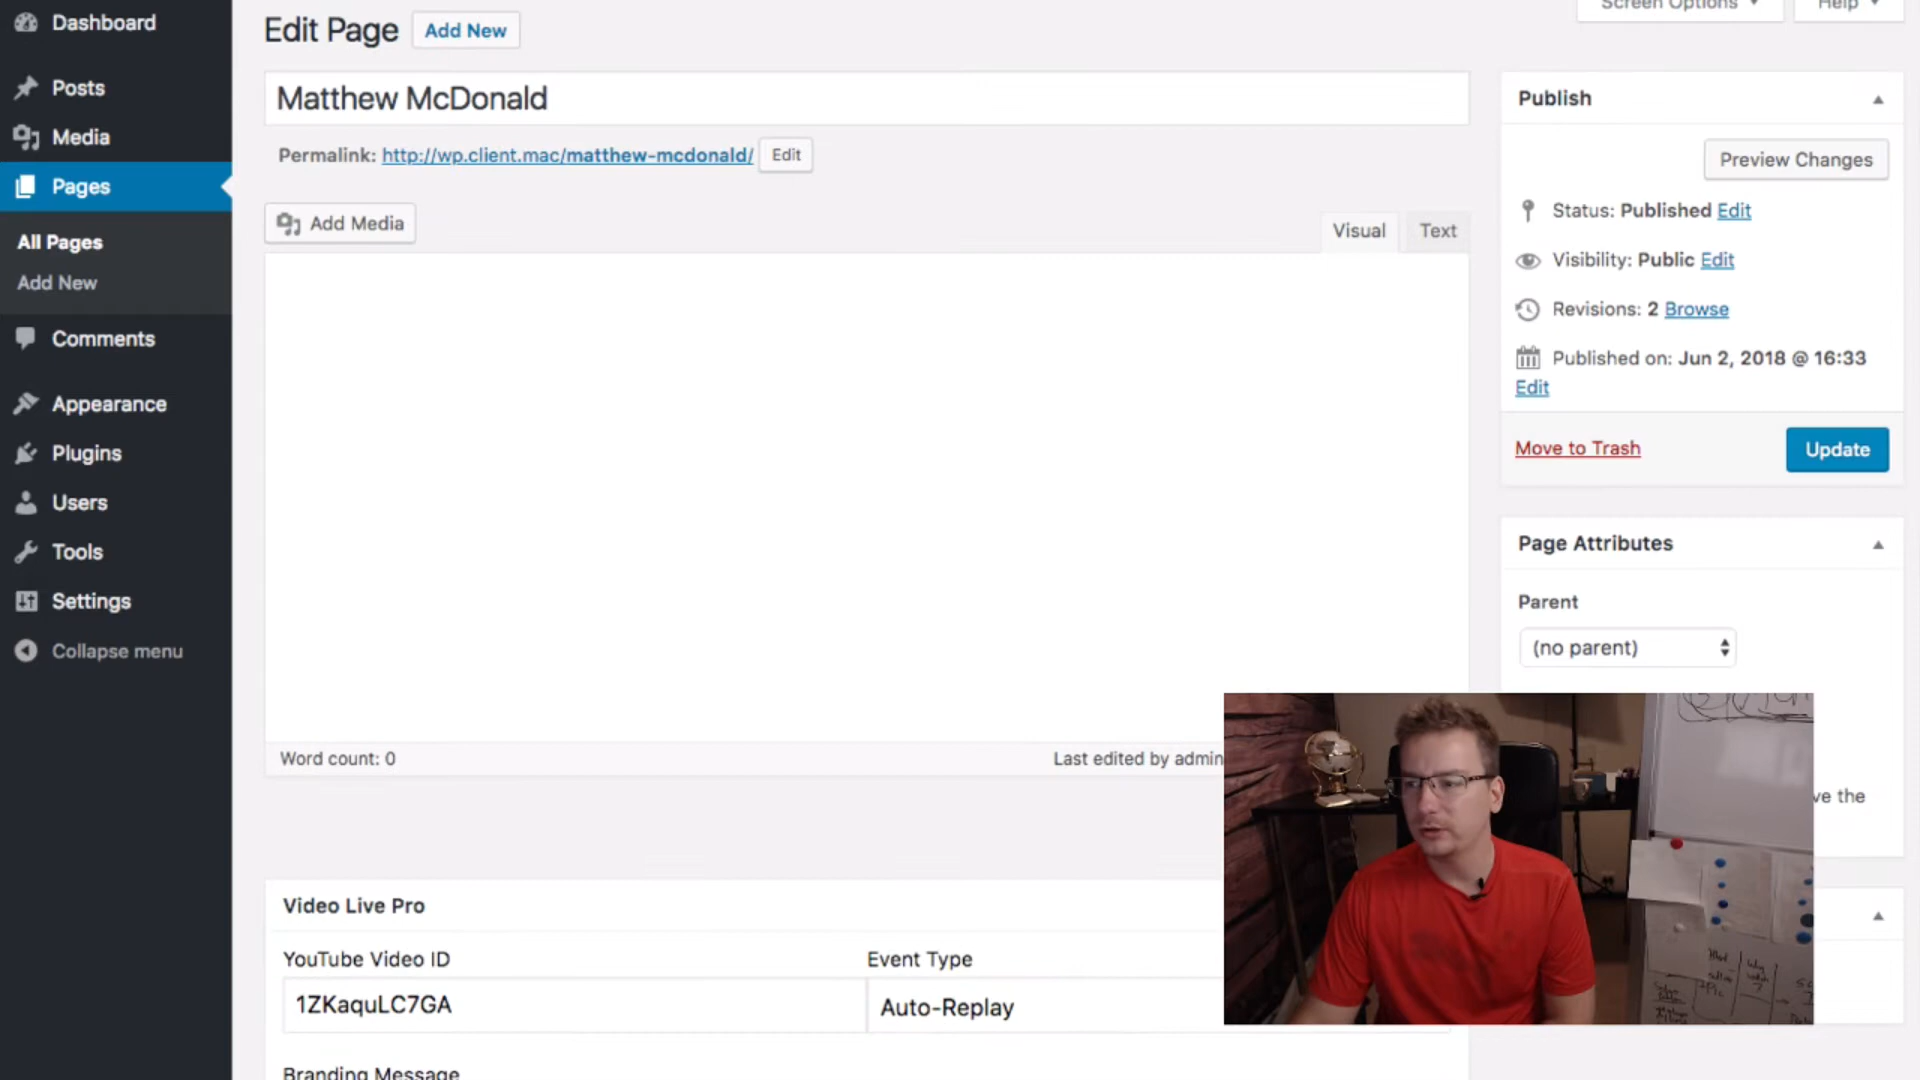 Dashboard
Posts
Media
Pages
All Pages
Add New
Comments
Appearance
Plugins
Users
Tools
Settings
Collapse menu
Edit Page
Add New
Screen Options
Help
Matthew McDonald
Permalink: http://wp.client.mac/matthew-mcdonald/ Edit
Add Media
Visual
Text
Word count: 0
Last edited by admin
Video Live Pro
YouTube Video ID
Event Type
1ZKaquLC7GA
Auto-Replay
Branding Message
Publish
Preview Changes
Status: Published Edit
Visibility: Public Edit
Revisions: 2 Browse
Published on: Jun 2, 2018 @ 16:33
Edit
Move to Trash
Update
Page Attributes
Parent
(no parent)
ve the